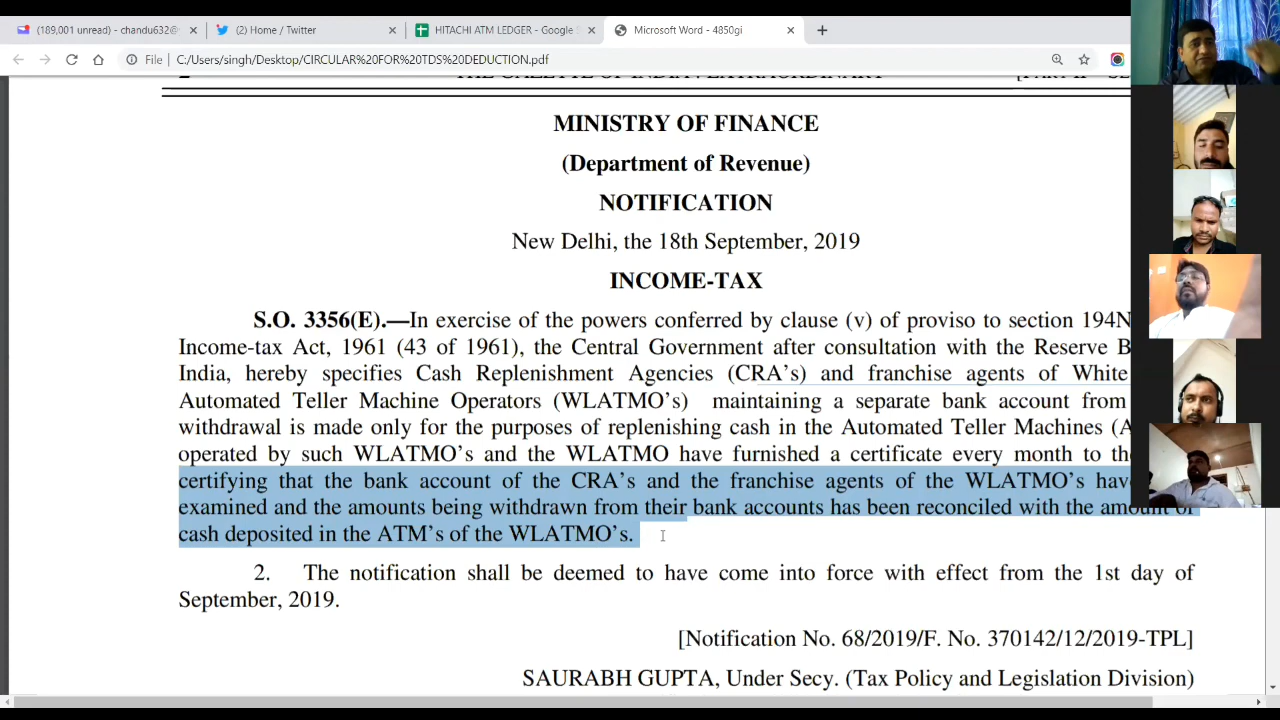 (189,001 unread) - chandu632@
(2) Home / Twitter
HITACHI ATM LEDGER - Google
Microsoft Word - 4850gi
File | C:/Users/singh/Desktop/CIRCULAR%20FOR%20TDS%20DEDUCTION.pdf
2 THE GAZETTE OF INDIA : EXTRAORDINARY [PART II
MINISTRY OF FINANCE
(Department of Revenue)
NOTIFICATION
New Delhi, the 18th September, 2019
INCOME-TAX
S.O. 3356(E).—In exercise of the powers conferred by clause (v) of proviso to section 194N
Income-tax Act, 1961 (43 of 1961), the Central Government after consultation with the Reserve B
India, hereby specifies Cash Replenishment Agencies (CRA's) and franchise agents of White
Automated Teller Machine Operators (WLATMO's) maintaining a separate bank account from
withdrawal is made only for the purposes of replenishing cash in the Automated Teller Machines (A
operated by such WLATMO's and the WLATMO have furnished a certificate every month to the
certifying that the bank account of the CRA's and the franchise agents of the WLATMO's hav
examined and the amounts being withdrawn from their bank accounts has been reconciled with the amount of
cash deposited in the ATM's of the WLATMO's.
2. The notification shall be deemed to have come into force with effect from the 1st day of
September, 2019.
[Notification No. 68/2019/F. No. 370142/12/2019-TPL]
SAURABH GUPTA, Under Secy. (Tax Policy and Legislation Division)